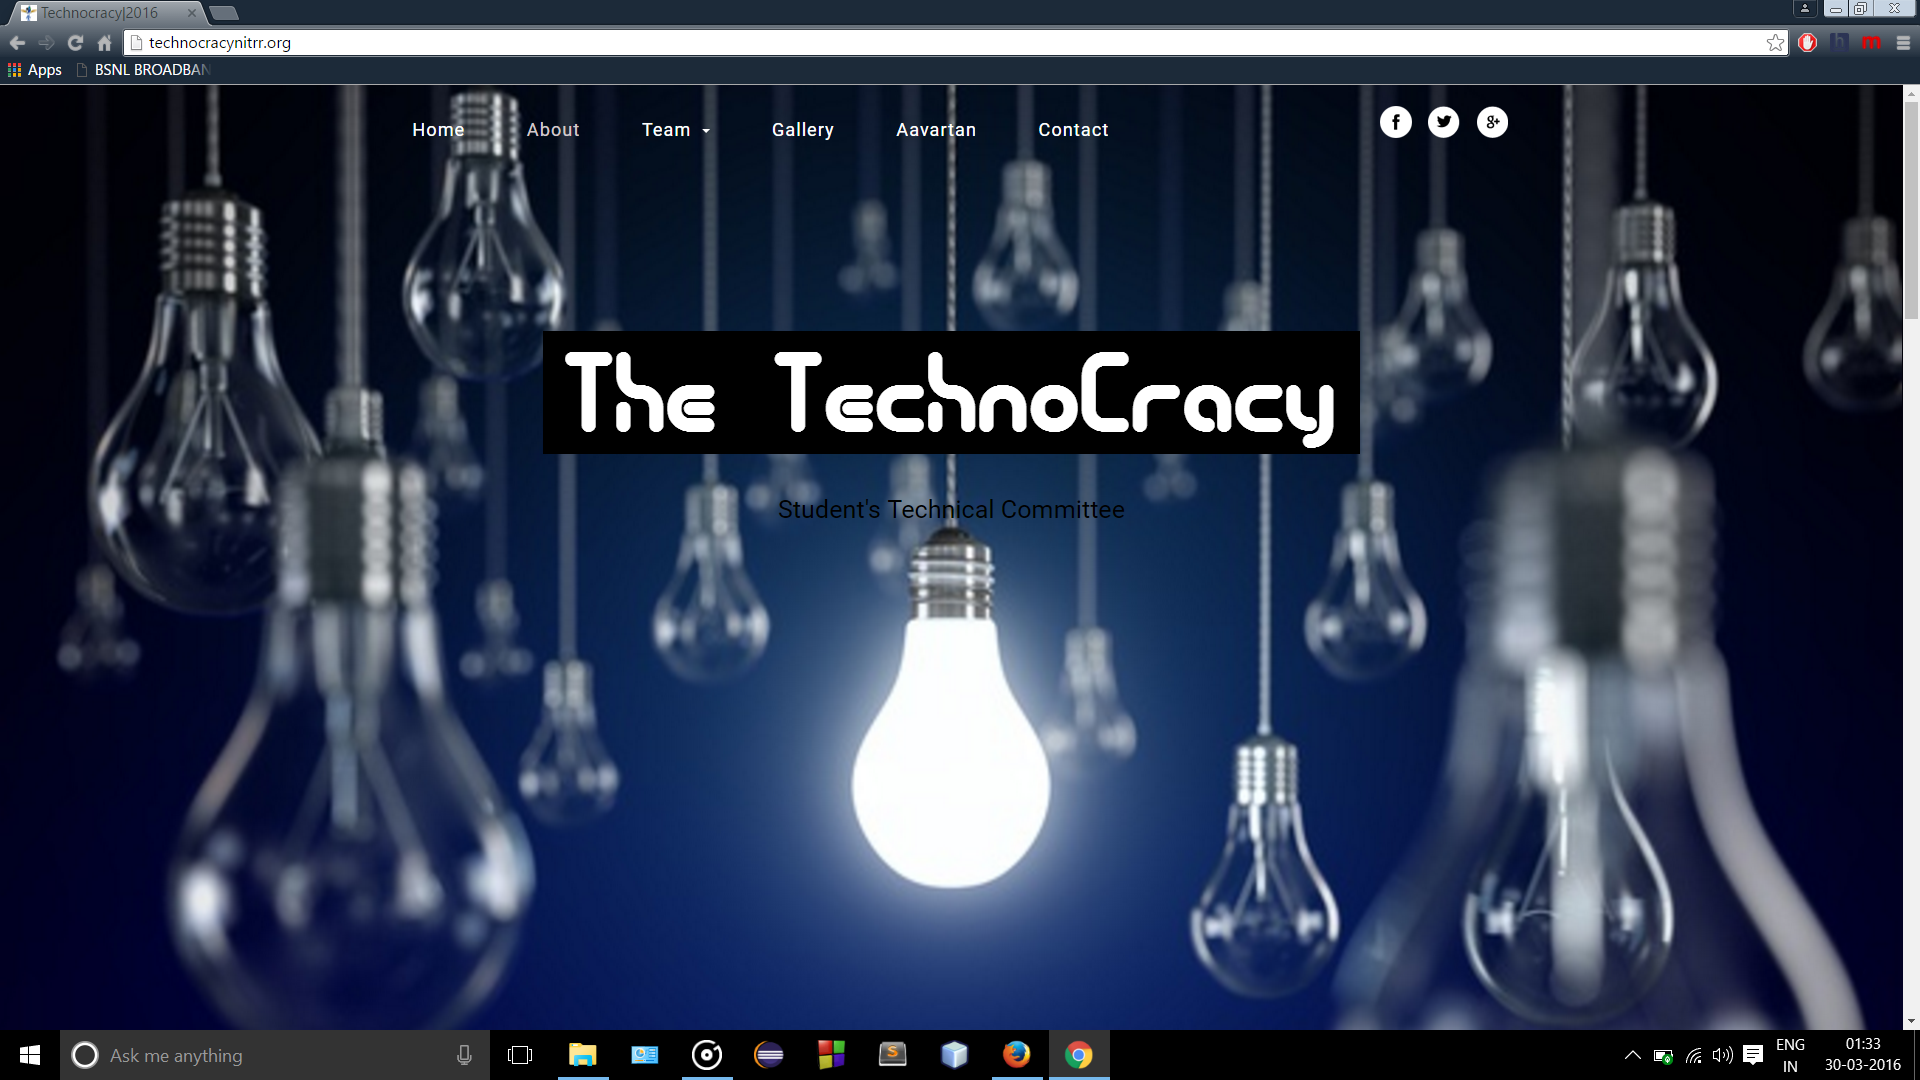 Technocracy|2016
technocracynitrr.org
Apps BSNL BROADBAN
Home About Team Gallery Aavartan Contact
The TechnoCracy
Student's Technical Committee
Ask me anything
ENG
IN
01:33
30-03-2016